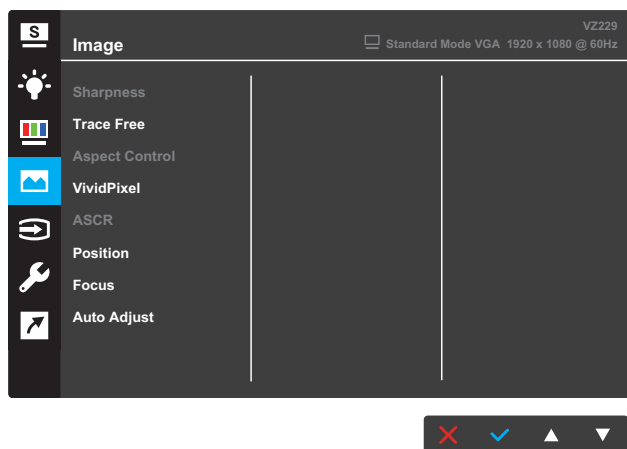 S
VZ229
Image
Standard Mode VGA 1920 x 1080 @ 60Hz
Sharpness
Trace Free
Aspect Control
VividPixel
ASCR
Position
Focus
Auto Adjust